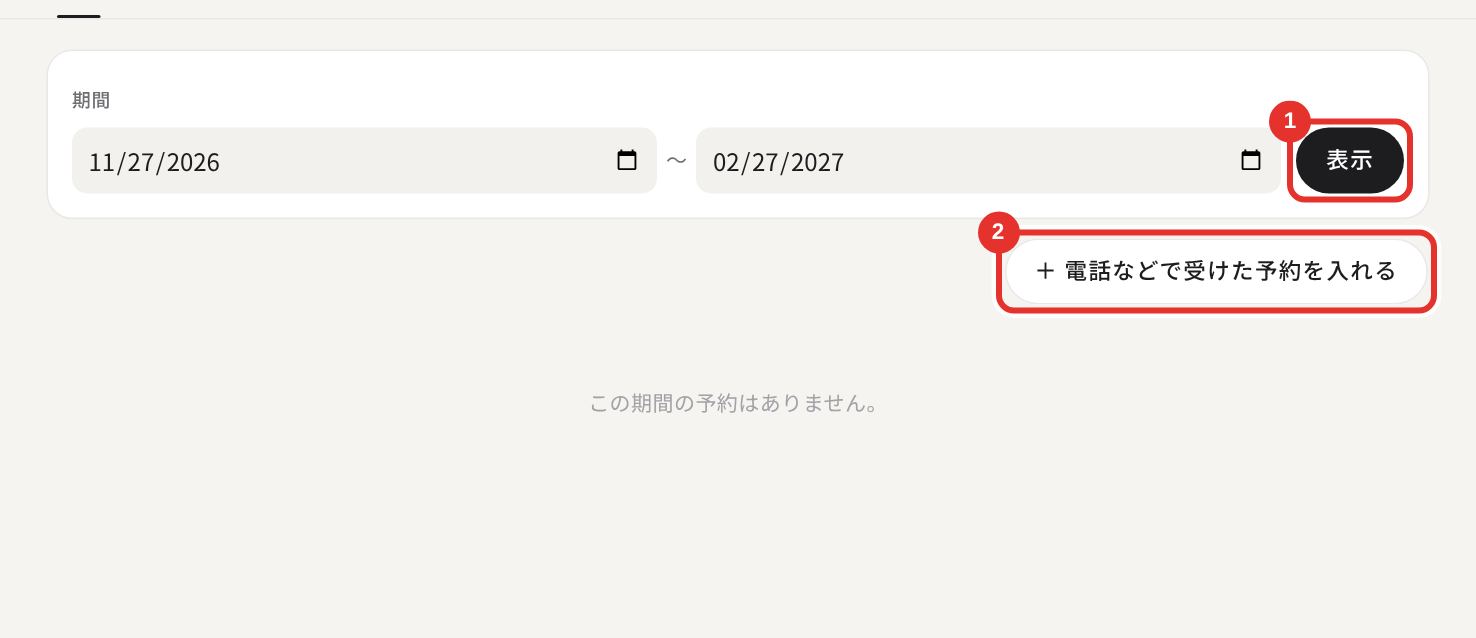 期間
11/27/2026 ～ 02/27/2027 表示
1
2
＋ 電話などで受けた予約を入れる
この期間の予約はありません。